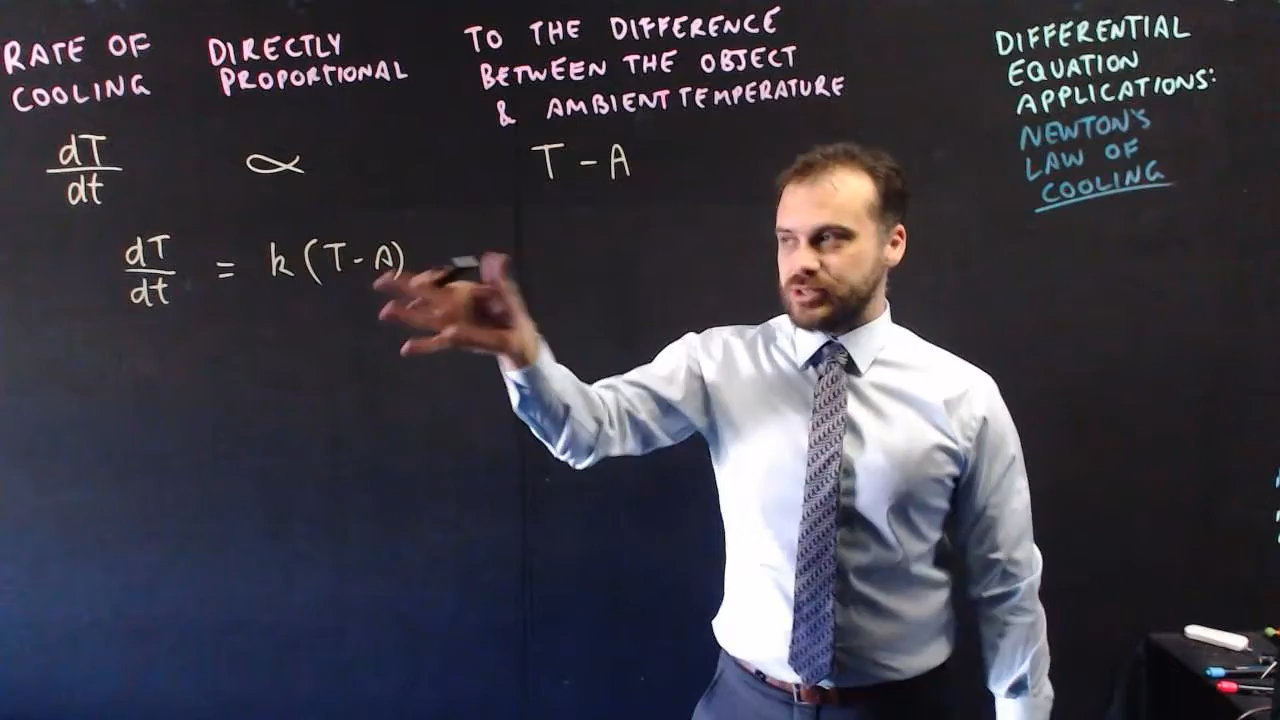 RATE OF
COOLING
DIRECTLY
PROPORTIONAL
TO THE DIFFERENCE
BETWEEN THE OBJECT
& AMBIENT TEMPERATURE
dT
dt
∝
T - A
dT
dt
= k(T-A)
DIFFERENTIAL
EQUATION
APPLICATIONS:
NEWTON'S
LAW OF
COOLING